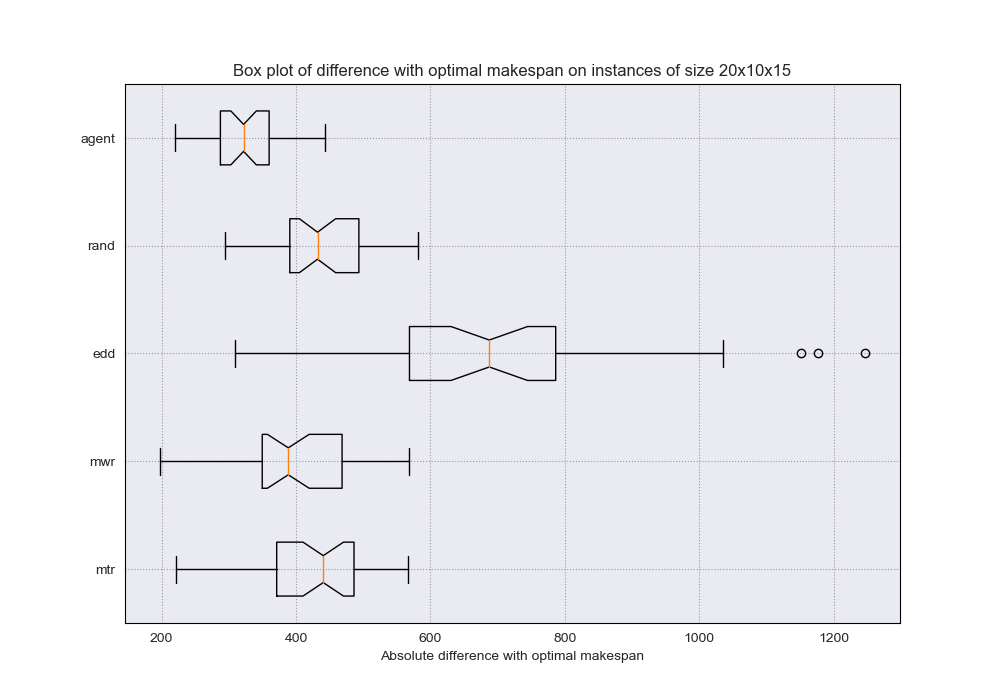 Box plot of difference with optimal makespan on instances of size 20x10x15
agent
rand
edd
mwr
mtr
200 400 600 800 1000 1200
Absolute difference with optimal makespan